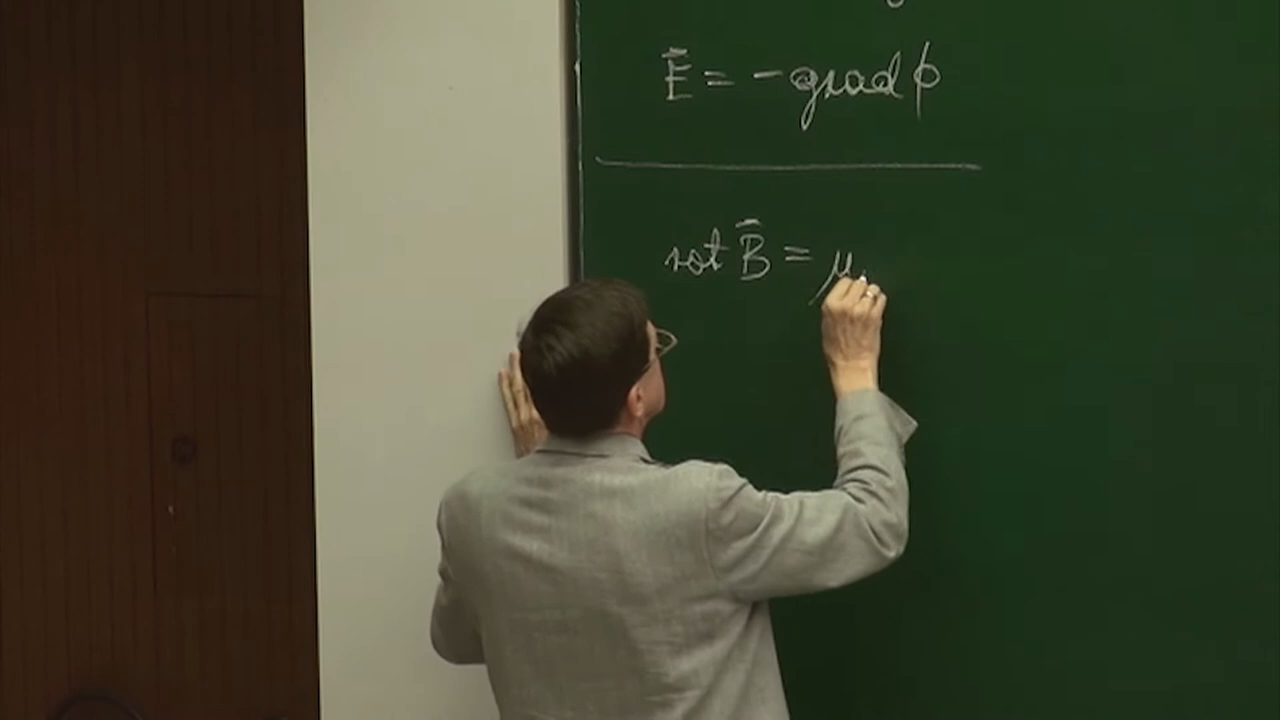 Ē = -grad φ
rot B̄ = μ